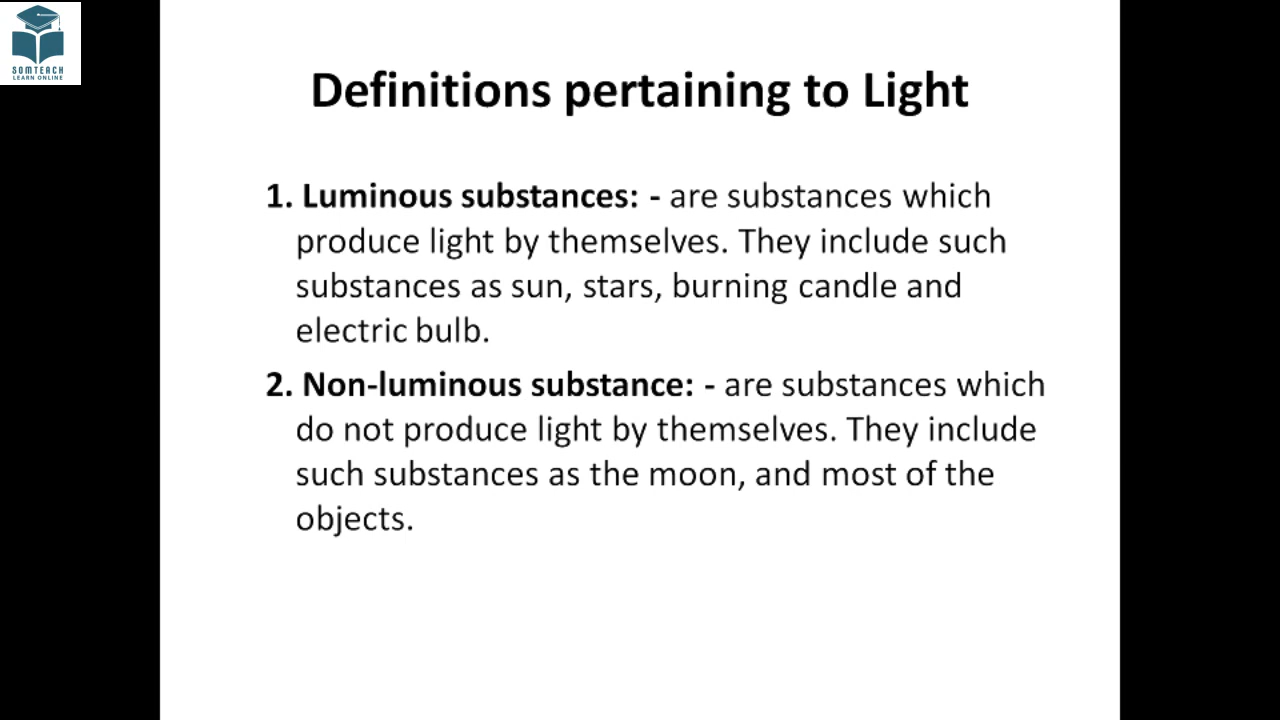 SOMTEACH
LEARN ONLINE
Definitions pertaining to Light
1. Luminous substances: - are substances which
produce light by themselves. They include such
substances as sun, stars, burning candle and
electric bulb.
2. Non-luminous substance: - are substances which
do not produce light by themselves. They include
such substances as the moon, and most of the
objects.